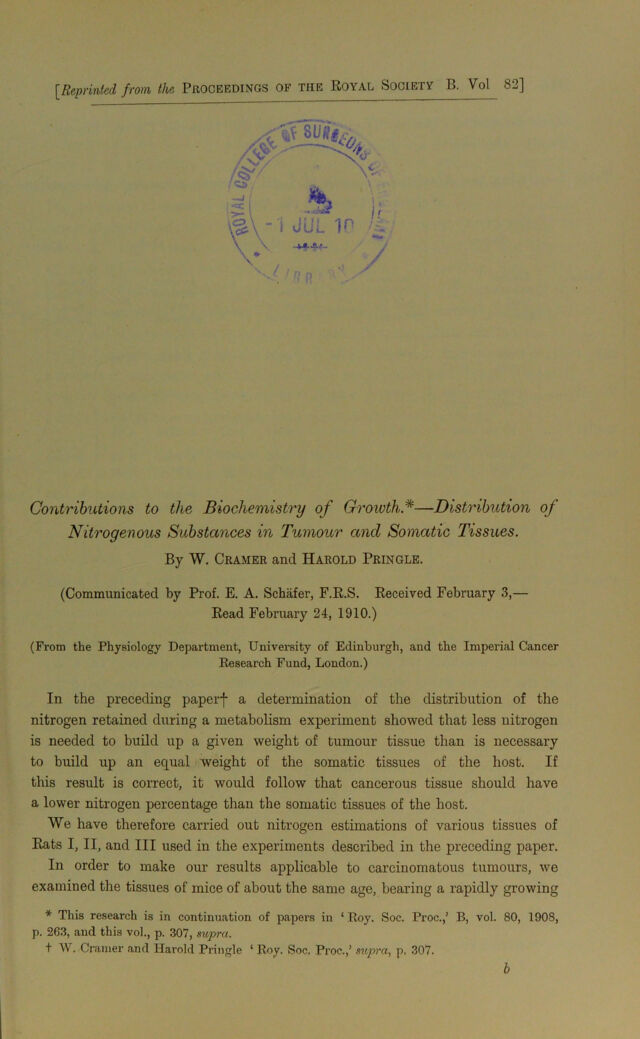 [Reprinted from the PROCEEDINGS OF THE ROYAL SOCIETY B. Vol 82]
ROYAL COLLEGE OF SURGEONS OF
-1 JUL 10
LIBRARY
Contributions to the Biochemistry of Growth.*—Distribution of
Nitrogenous Substances in Tumour and Somatic Tissues.
By W. CRAMER and HAROLD PRINGLE.
(Communicated by Prof. E. A. Schäfer, F.R.S. Received February 3,—
Read February 24, 1910.)
(From the Physiology Department, University of Edinburgh, and the Imperial Cancer
Research Fund, London.)
In the preceding paper† a determination of the distribution of the
nitrogen retained during a metabolism experiment showed that less nitrogen
is needed to build up a given weight of tumour tissue than is necessary
to build up an equal weight of the somatic tissues of the host. If
this result is correct, it would follow that cancerous tissue should have
a lower nitrogen percentage than the somatic tissues of the host.
We have therefore carried out nitrogen estimations of various tissues of
Rats I, II, and III used in the experiments described in the preceding paper.
In order to make our results applicable to carcinomatous tumours, we
examined the tissues of mice of about the same age, bearing a rapidly growing
* This research is in continuation of papers in ‘Roy. Soc. Proc.,’ B, vol. 80, 1908,
p. 263, and this vol., p. 307, supra.
† W. Cramer and Harold Pringle ‘Roy. Soc. Proc.,’ supra, p. 307.
b